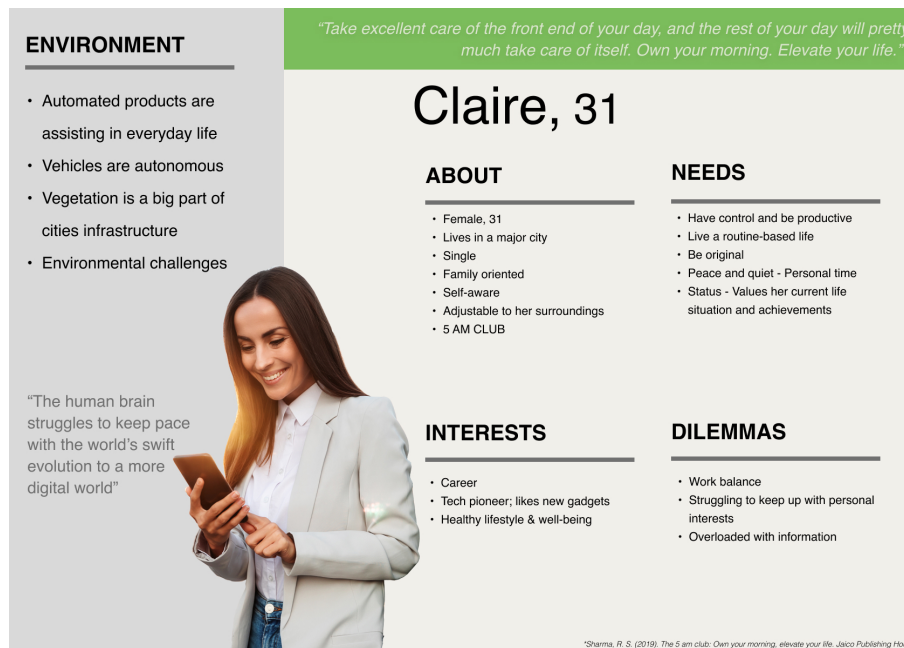 ENVIRONMENT
• Automated products are
assisting in everyday life
• Vehicles are autonomous
• Vegetation is a big part of
cities infrastructure
• Environmental challenges
“The human brain
struggles to keep pace
with the world’s swift
evolution to a more
digital world”
“Take excellent care of the front end of your day, and the rest of your day will pretty
much take care of itself. Own your morning. Elevate your life.”
Claire, 31
ABOUT
• Female, 31
• Lives in a major city
• Single
• Family oriented
• Self-aware
• Adjustable to her surroundings
• 5 AM CLUB
NEEDS
• Have control and be productive
• Live a routine-based life
• Be original
• Peace and quiet - Personal time
• Status - Values her current life
situation and achievements
INTERESTS
• Career
• Tech pioneer; likes new gadgets
• Healthy lifestyle & well-being
DILEMMAS
• Work balance
• Struggling to keep up with personal
interests
• Overloaded with information
*Sharma, R. S. (2019). The 5 am club: Own your morning, elevate your life. Jaico Publishing